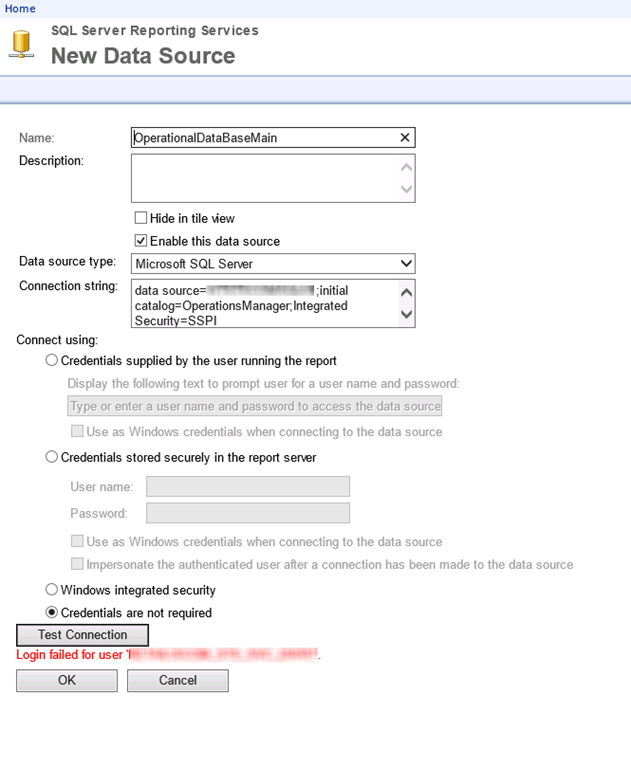 Home
SQL Server Reporting Services
New Data Source
Name: OperationalDataBaseMain
Description:
Hide in tile view
Enable this data source
Data source type: Microsoft SQL Server
Connection string: data source= ;initial
catalog=OperationsManager;Integrated
Security=SSPI
Connect using:
Credentials supplied by the user running the report
Display the following text to prompt user for a user name and password:
Type or enter a user name and password to access the data source
Use as Windows credentials when connecting to the data source
Credentials stored securely in the report server
User name:
Password:
Use as Windows credentials when connecting to the data source
Impersonate the authenticated user after a connection has been made to the data source
Windows integrated security
Credentials are not required
Test Connection
Login failed for user ' '.
OK Cancel